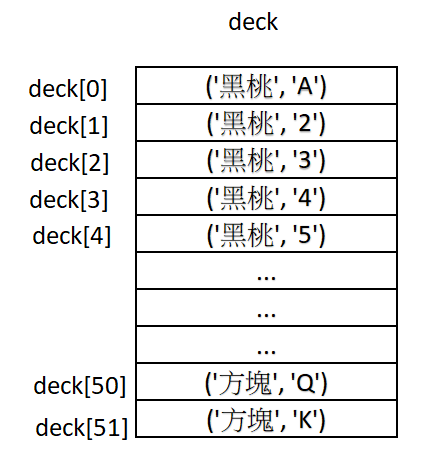 deck
deck[0] ('黑桃', 'A')
deck[1] ('黑桃', '2')
deck[2] ('黑桃', '3')
deck[3] ('黑桃', '4')
deck[4] ('黑桃', '5')
...
...
...
deck[50] ('方塊', 'Q')
deck[51] ('方塊', 'K')